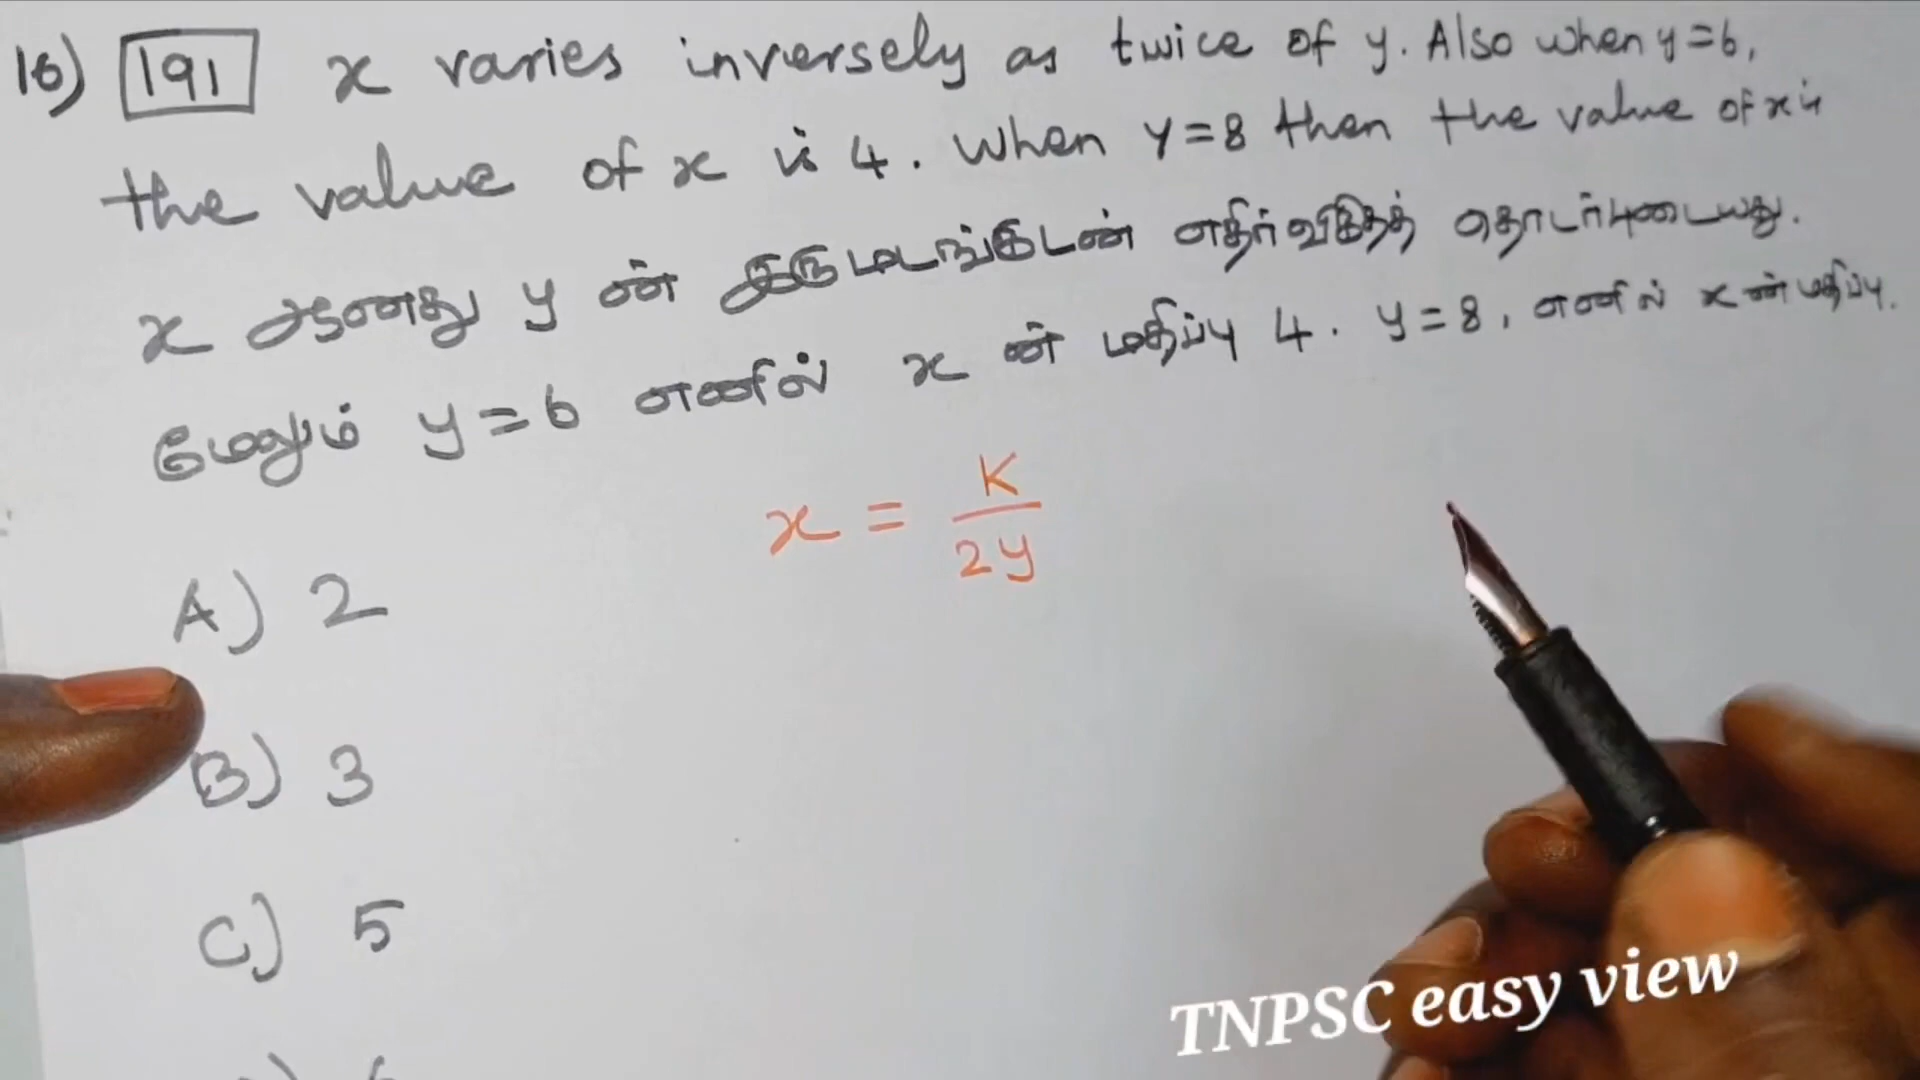 16) 191 x varies inversely as twice of y. Also when y=6,
the value of x is 4. When y=8 then the value of x is
x ஆனது y ன் இருமடங்குடன் எதிர்விகிதத் தொடர்புடையது.
மேலும் y=6 எனில் x ன் மதிப்பு 4. y=8, எனில் x ன் மதிப்பு.
x = K
2y
A) 2
B) 3
C) 5
TNPSC easy view